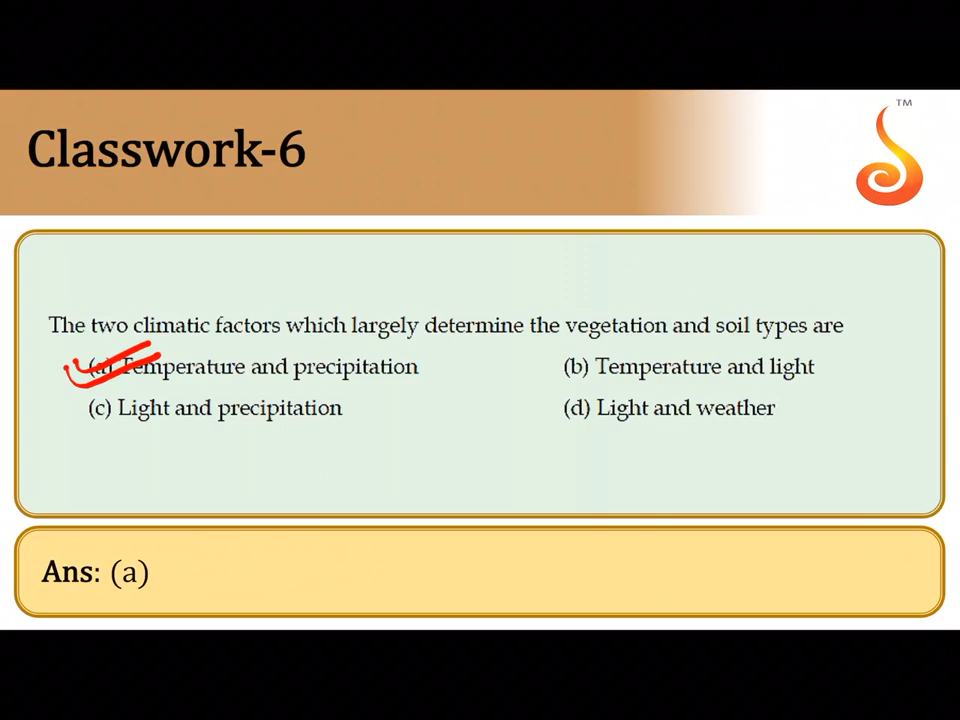 TM
Classwork-6
The two climatic factors which largely determine the vegetation and soil types are
(a) Temperature and precipitation (b) Temperature and light
(c) Light and precipitation (d) Light and weather
Ans: (a)